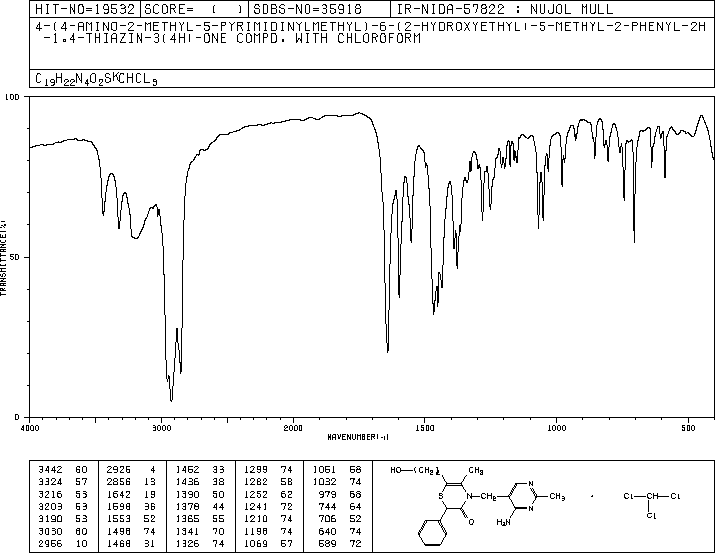 HIT-NO=19532 SCORE= ( ) SDBS-NO=35918 IR-NIDA-57822 : NUJOL MULL
4-(4-AMINO-2-METHYL-5-PYRIMIDINYLMETHYL)-6-(2-HYDROXYETHYL)-5-METHYL-2-PHENYL-2H
-1,4-THIAZIN-3(4H)-ONE COMPD. WITH CHLOROFORM
C19H22N4O2S*CHCL3
100
TRANSMITTANCE(%)
50
0
4000 3000 2000 1500 1000 500
WAVENUMBER(-1)
3442 60 2925 4 1462 33 1299 74 1051 58
3324 57 2856 13 1436 38 1282 58 1032 74
3216 53 1642 19 1390 50 1252 62 979 68
3203 53 1598 36 1378 44 1241 72 744 64
3190 53 1553 52 1365 55 1210 74 706 52
3030 60 1498 74 1341 70 1198 74 640 74
2956 10 1468 31 1326 74 1069 57 589 72
HO-(CH2)2 CH3
S N-CH2 N CH3
O N
H2N
Cl-CH-Cl
Cl